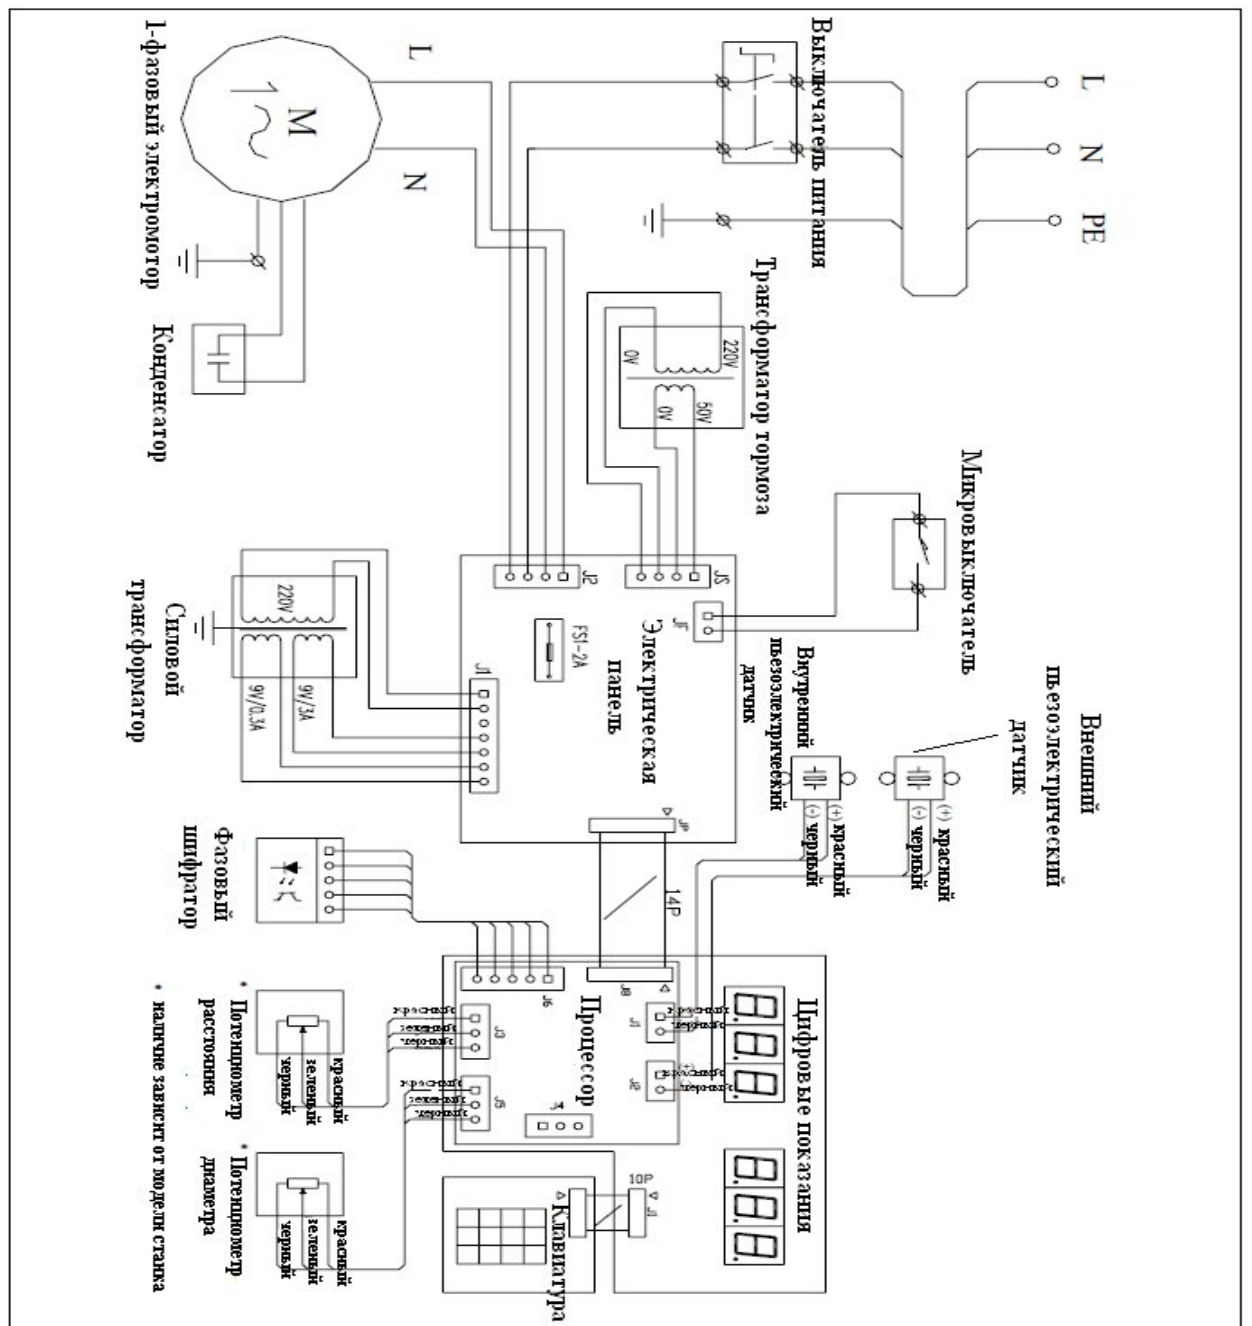 L
N
PE
Выключатель питания
L
N
М
1
1-фазовый электромотор
Конденсатор
Трансформатор тормоза
220V
0V
50V
0V
Микровыключатель
J2
JS
JF
FS1-2A
Электрическая
панель
J1
JP
220V
9V/3A
9V/0.3A
Силовой
трансформатор
Внутренний
пьезоэлектрический
датчик
(+) красный
(-) черный
Внешний
пьезоэлектрический
датчик
(+) красный
(-) черный
14P
Фазовый
шифратор
J8
J6
J3
J5
J1
J2
(+)
Процессор
Цифровые показания
* Потенциометр
расстояния
красный
зеленый
черный
* Потенциометр
диаметра
красный
зеленый
черный
10P
J1
Клавиатура
* наличие зависит от модели станка